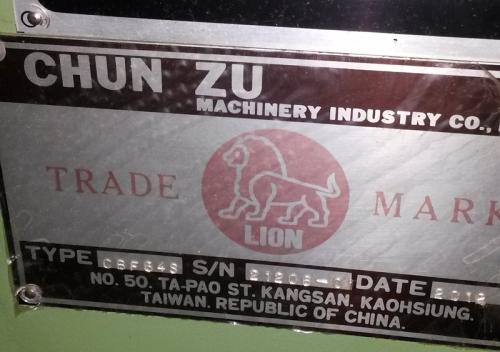 CHUN ZU
MACHINERY INDUSTRY CO.,
TRADE MARK
LION
TYPE CBF64S S/N DATE
NO. 50. TA-PAO ST. KANGSAN. KAOHSIUNG.
TAIWAN. REPUBLIC OF CHINA.